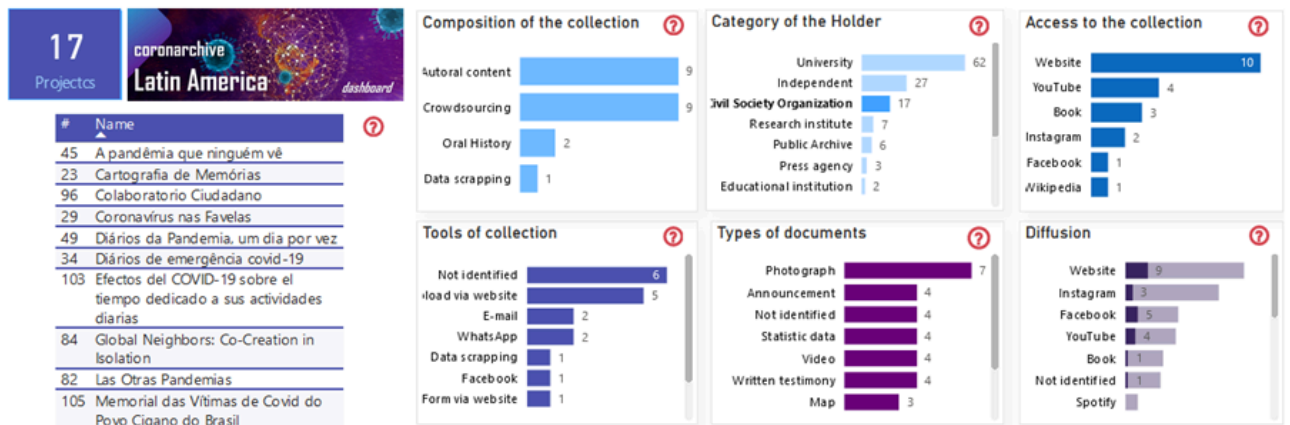 17
Projectcs
coronarchive
Latin America
dashboard
# Name
45 A pandêmia que ninguém vê
23 Cartografia de Memórias
96 Colaboratorio Ciudadano
29 Coronavírus nas Favelas
49 Diários da Pandemia, um dia por vez
34 Diários de emergência covid-19
103 Efectos del COVID-19 sobre el
tiempo dedicado a sus actividades
diarias
84 Global Neighbors: Co-Creation in
Isolation
82 Las Otras Pandemias
105 Memorial das Vítimas de Covid do
Povo Cigano do Brasil
?
Composition of the collection ?
Autoral content 9
Crowdsourcing 9
Oral History 2
Data scrapping 1
Category of the Holder ?
University 62
Independent 27
Civil Society Organization 17
Research institute 7
Public Archive 6
Press agency 3
Educational institution 2
Access to the collection ?
Website 10
YouTube 4
Book 3
Instagram 2
Facebook 1
Wikipedia 1
Tools of collection ?
Not identified 6
load via website 5
E-mail 2
WhatsApp 2
Data scrapping 1
Facebook 1
Form via website 1
Types of documents ?
Photograph 7
Announcement 4
Not identified 4
Statistic data 4
Video 4
Written testimony 4
Map 3
Diffusion ?
Website 9
Instagram 3
Facebook 5
YouTube 4
Book 1
Not identified 1
Spotify